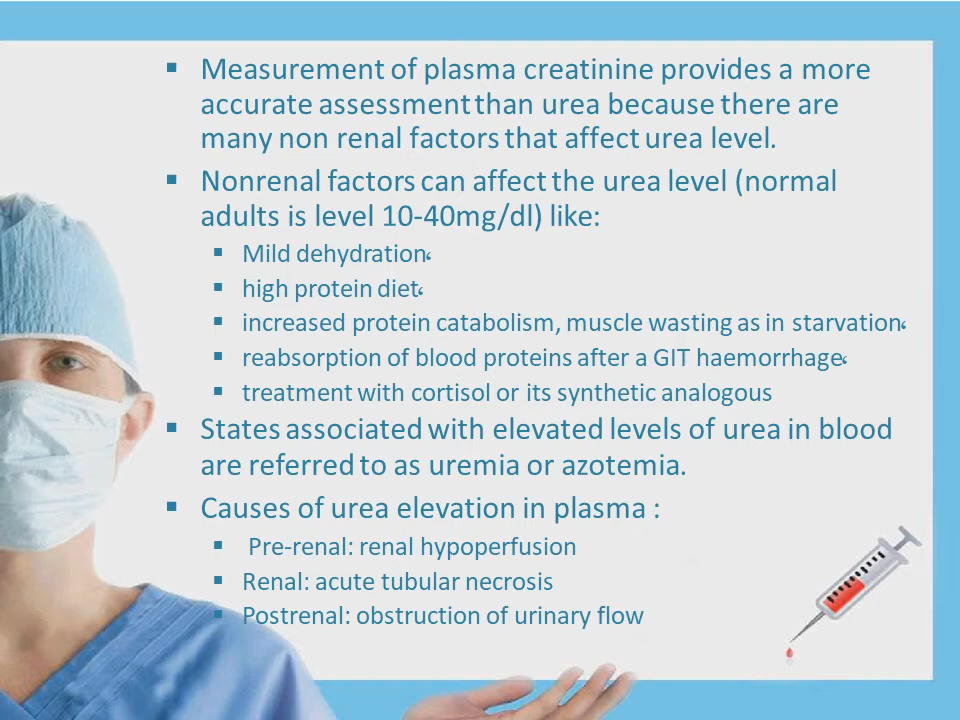 ▪ Measurement of plasma creatinine provides a more
accurate assessment than urea because there are
many non renal factors that affect urea level.
▪ Nonrenal factors can affect the urea level (normal
adults is level 10-40mg/dl) like:
▪ Mild dehydration،
▪ high protein diet،
▪ increased protein catabolism, muscle wasting as in starvation،
▪ reabsorption of blood proteins after a GIT haemorrhage،
▪ treatment with cortisol or its synthetic analogous
▪ States associated with elevated levels of urea in blood
are referred to as uremia or azotemia.
▪ Causes of urea elevation in plasma :
▪ Pre-renal: renal hypoperfusion
▪ Renal: acute tubular necrosis
▪ Postrenal: obstruction of urinary flow